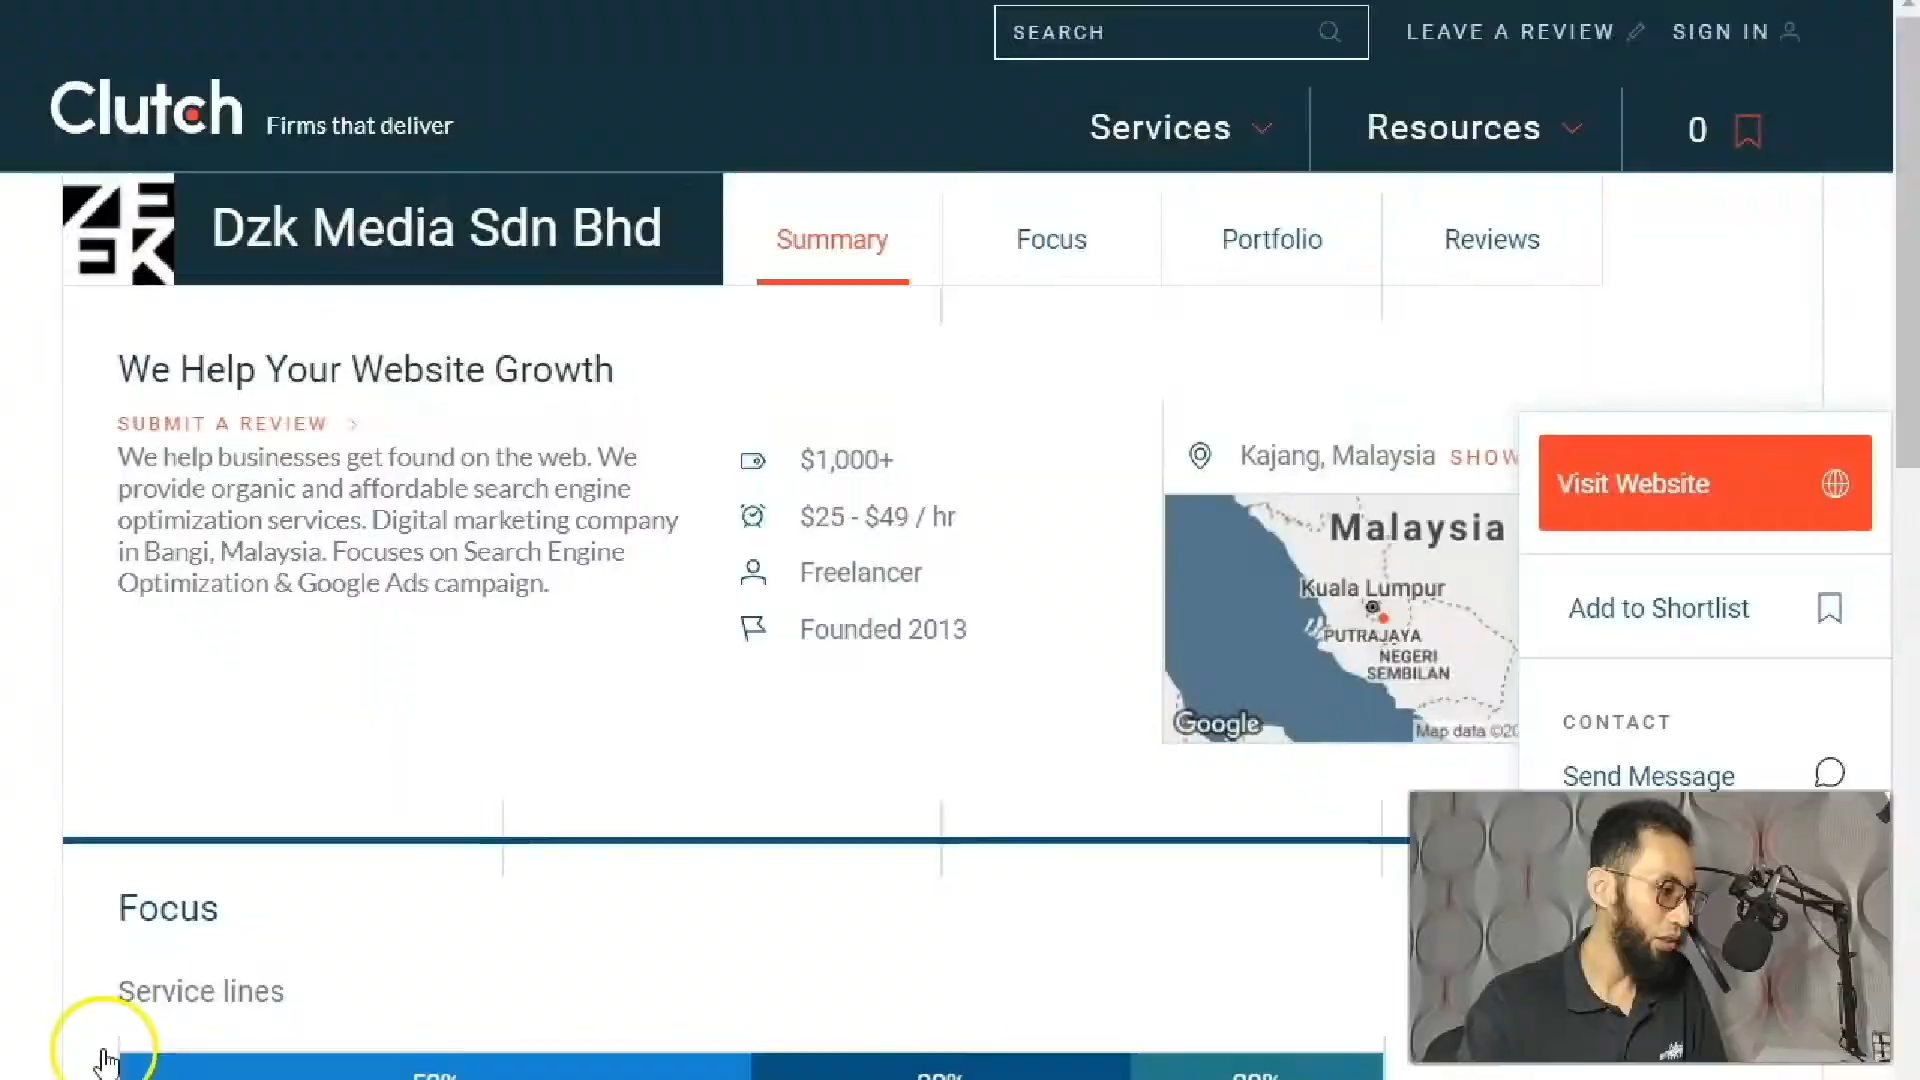 SEARCH
LEAVE A REVIEW
SIGN IN
Clutch
Firms that deliver
Services
Resources
0
Dzk Media Sdn Bhd
Summary
Focus
Portfolio
Reviews
We Help Your Website Growth
SUBMIT A REVIEW
We help businesses get found on the web. We
provide organic and affordable search engine
optimization services. Digital marketing company
in Bangi, Malaysia. Focuses on Search Engine
Optimization & Google Ads campaign.
$1,000+
$25 - $49 / hr
Freelancer
Founded 2013
Kajang, Malaysia SHOW
Malaysia
Kuala Lumpur
PUTRAJAYA
NEGERI
SEMBILAN
Google
Map data ©20
Visit Website
Add to Shortlist
CONTACT
Send Message
Focus
Service lines